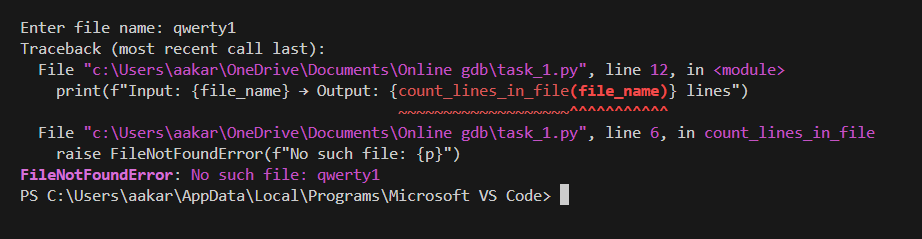 Enter file name: qwerty1
Traceback (most recent call last):
  File "c:\Users\aakar\OneDrive\Documents\Online gdb\task_1.py", line 12, in <module>
    print(f"Input: {file_name} → Output: {count_lines_in_file(file_name)} lines")
                                          ~~~~~~~~~~~~~~~~~~~^^^^^^^^^^^
  File "c:\Users\aakar\OneDrive\Documents\Online gdb\task_1.py", line 6, in count_lines_in_file
    raise FileNotFoundError(f"No such file: {p}")
FileNotFoundError: No such file: qwerty1
PS C:\Users\aakar\AppData\Local\Programs\Microsoft VS Code>